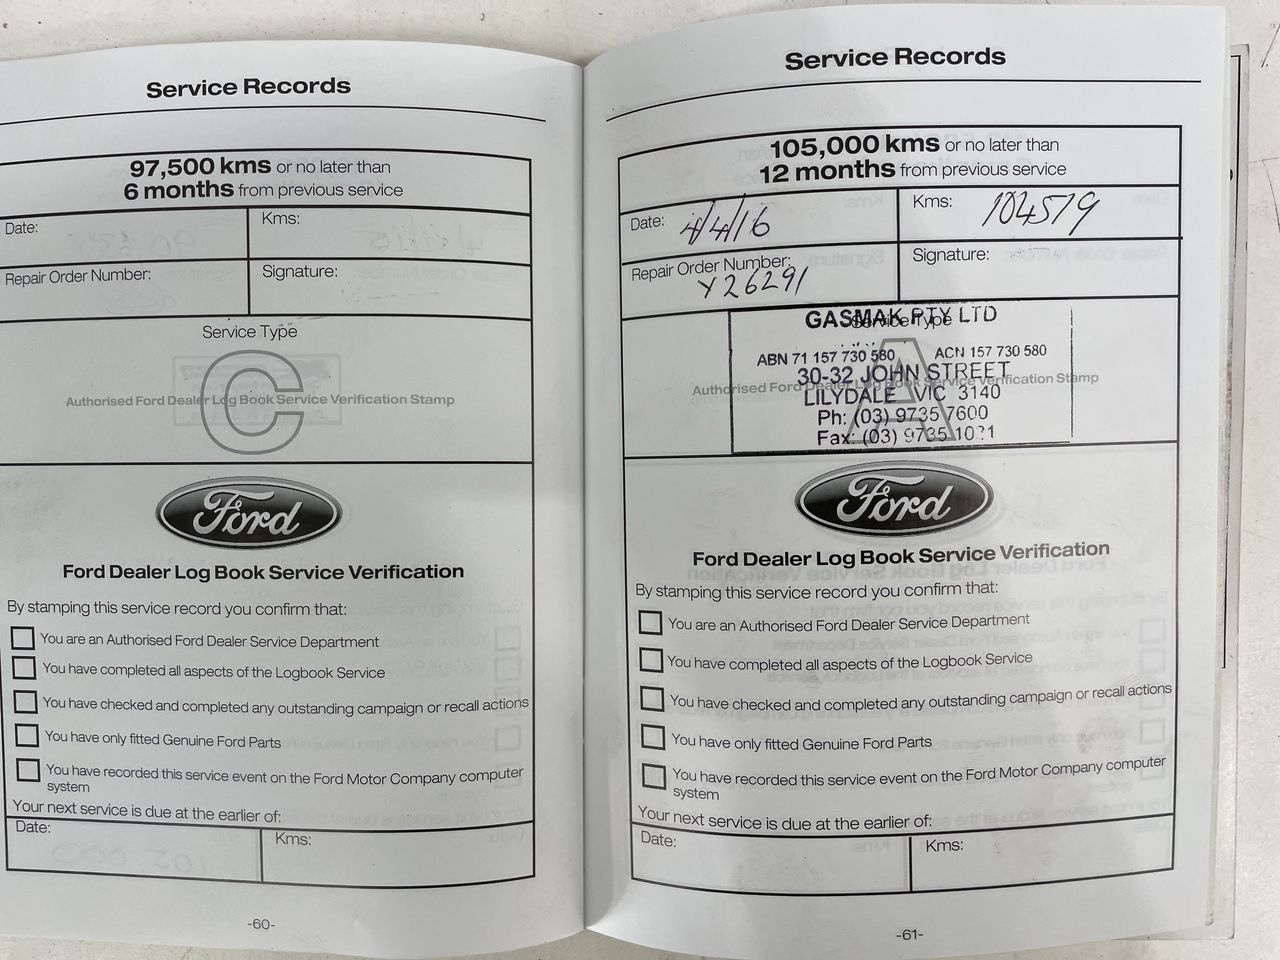 Service Records
97,500 kms or no later than
6 months from previous service
Date:
Kms:
Repair Order Number:
Signature:
Service Type
C
Authorised Ford Dealer Log Book Service Verification Stamp
Ford
Ford Dealer Log Book Service Verification
By stamping this service record you confirm that:
You are an Authorised Ford Dealer Service Department
You have completed all aspects of the Logbook Service
You have checked and completed any outstanding campaign or recall actions
You have only fitted Genuine Ford Parts
You have recorded this service event on the Ford Motor Company computer
system
Your next service is due at the earlier of:
Date:
Kms:
-60-
Service Records
105,000 kms or no later than
12 months from previous service
Date: 4/4/16
Kms: 104579
Repair Order Number:
Y26291
Signature:
GASMAK PTY LTD
Service Type
A
ABN 71 157 730 580 ACN 157 730 580
30-32 JOHN STREET
Authorised Ford Dealer Log Book Service Verification Stamp
LILYDALE VIC 3140
Ph: (03) 9735 7600
Fax: (03) 9735 1021
Ford
Ford Dealer Log Book Service Verification
By stamping this service record you confirm that:
You are an Authorised Ford Dealer Service Department
You have completed all aspects of the Logbook Service
You have checked and completed any outstanding campaign or recall actions
You have only fitted Genuine Ford Parts
You have recorded this service event on the Ford Motor Company computer
system
Your next service is due at the earlier of:
Date:
Kms:
-61-